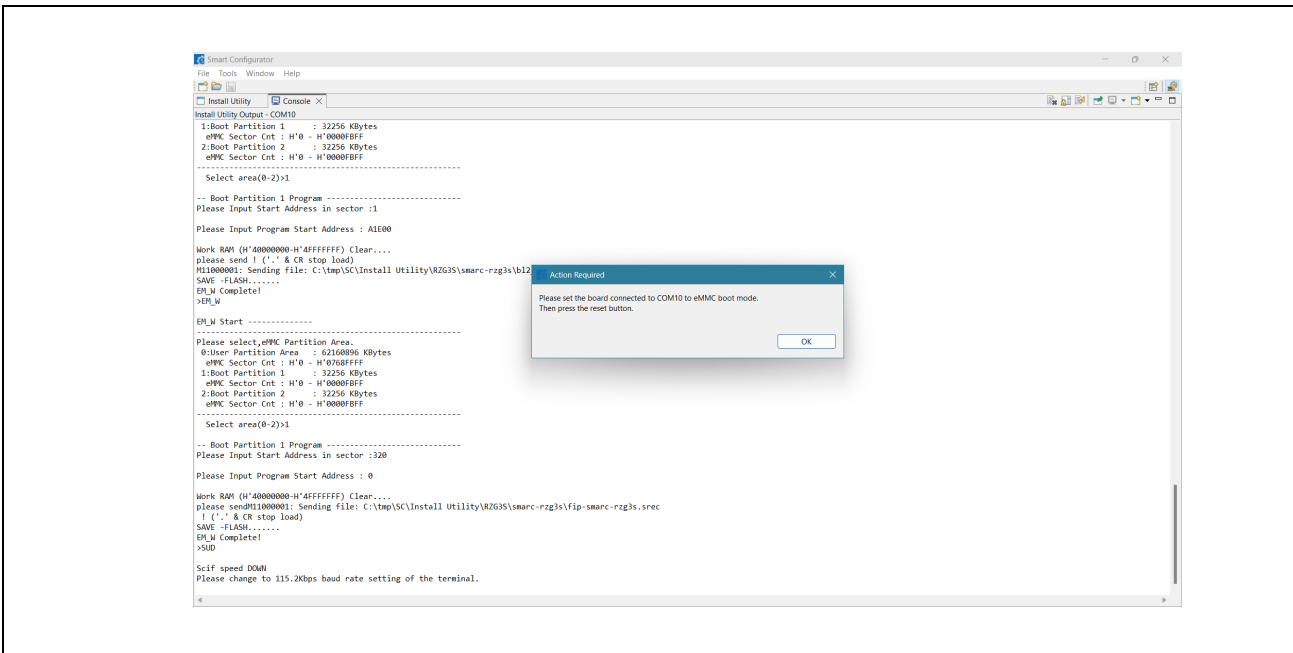 Smart Configurator
File Tools Window Help
Install Utility Console
Install Utility Output - COM10
1:Boot Partition 1 : 32256 KBytes
eMMC Sector Cnt : H'0 - H'0000FBFF
2:Boot Partition 2 : 32256 KBytes
eMMC Sector Cnt : H'0 - H'0000FBFF
---------------------------------------------------------
Select area(0-2)>1
-- Boot Partition 1 Program -----------------------------
Please Input Start Address in sector :1
Please Input Program Start Address : A1E00
Work RAM (H'40000000-H'4FFFFFFF) Clear....
please send ! ('.' & CR stop load)
M11000001: Sending file: C:\tmp\SC\Install Utility\RZG3S\smarc-rzg3s\bl2
SAVE -FLASH.......
EM_W Complete!
>EM_W
EM_W Start --------------
---------------------------------------------------------
Please select,eMMC Partition Area.
0:User Partition Area : 62160896 KBytes
eMMC Sector Cnt : H'0 - H'0768FFFF
1:Boot Partition 1 : 32256 KBytes
eMMC Sector Cnt : H'0 - H'0000FBFF
2:Boot Partition 2 : 32256 KBytes
eMMC Sector Cnt : H'0 - H'0000FBFF
---------------------------------------------------------
Select area(0-2)>1
-- Boot Partition 1 Program -----------------------------
Please Input Start Address in sector :320
Please Input Program Start Address : 0
Work RAM (H'40000000-H'4FFFFFFF) Clear....
please sendM11000001: Sending file: C:\tmp\SC\Install Utility\RZG3S\smarc-rzg3s\fip-smarc-rzg3s.srec
! ('.' & CR stop load)
SAVE -FLASH.......
EM_W Complete!
>SUD
Scif speed DOWN
Please change to 115.2Kbps baud rate setting of the terminal.
Action Required
Please set the board connected to COM10 to eMMC boot mode.
Then press the reset button.
OK